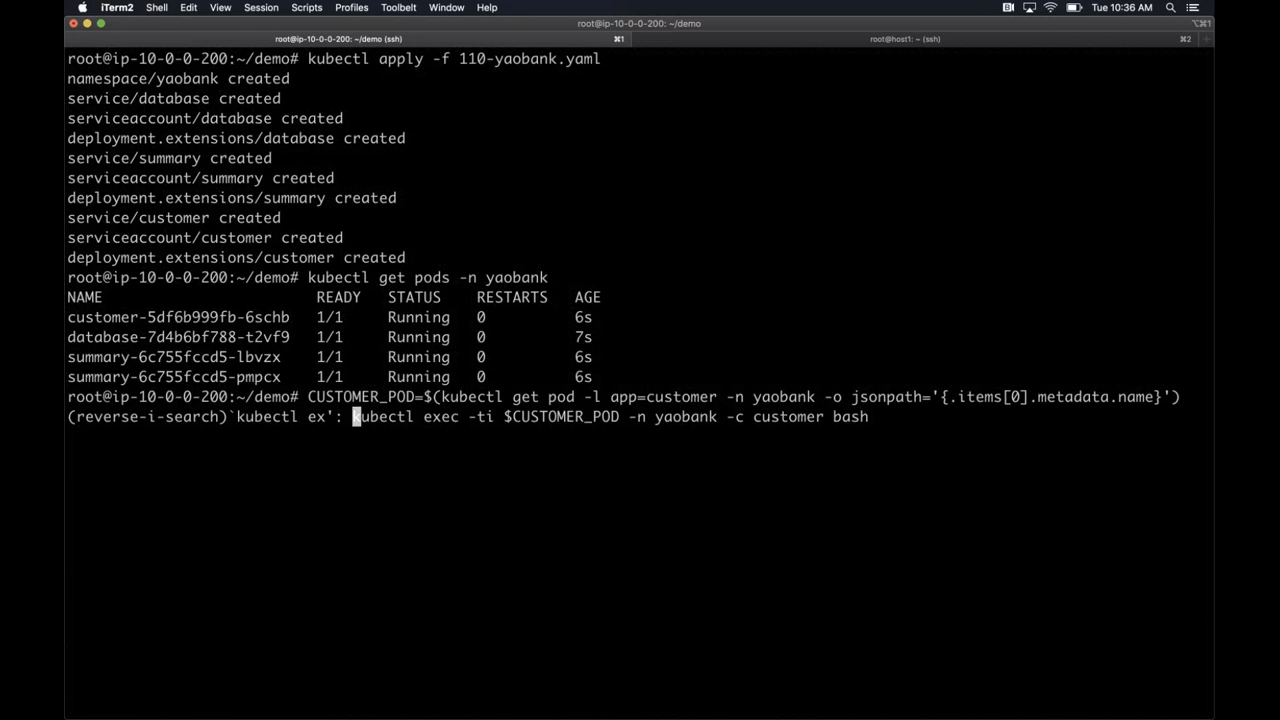 iTerm2 Shell Edit View Session Scripts Profiles Toolbelt Window Help Tue 10:36 AM
root@ip-10-0-0-200:~/demo ⌥⌘1
root@ip-10-0-0-200: ~/demo (ssh) ⌘1 root@host1: ~ (ssh) ⌘2
root@ip-10-0-0-200:~/demo# kubectl apply -f 110-yaobank.yaml
namespace/yaobank created
service/database created
serviceaccount/database created
deployment.extensions/database created
service/summary created
serviceaccount/summary created
deployment.extensions/summary created
service/customer created
serviceaccount/customer created
deployment.extensions/customer created
root@ip-10-0-0-200:~/demo# kubectl get pods -n yaobank
NAME READY STATUS RESTARTS AGE
customer-5df6b999fb-6schb 1/1 Running 0 6s
database-7d4b6bf788-t2vf9 1/1 Running 0 7s
summary-6c755fccd5-lbvzx 1/1 Running 0 6s
summary-6c755fccd5-pmpcx 1/1 Running 0 6s
root@ip-10-0-0-200:~/demo# CUSTOMER_POD=$(kubectl get pod -l app=customer -n yaobank -o jsonpath='{.items[0].metadata.name}')
(reverse-i-search)`kubectl ex': kubectl exec -ti $CUSTOMER_POD -n yaobank -c customer bash